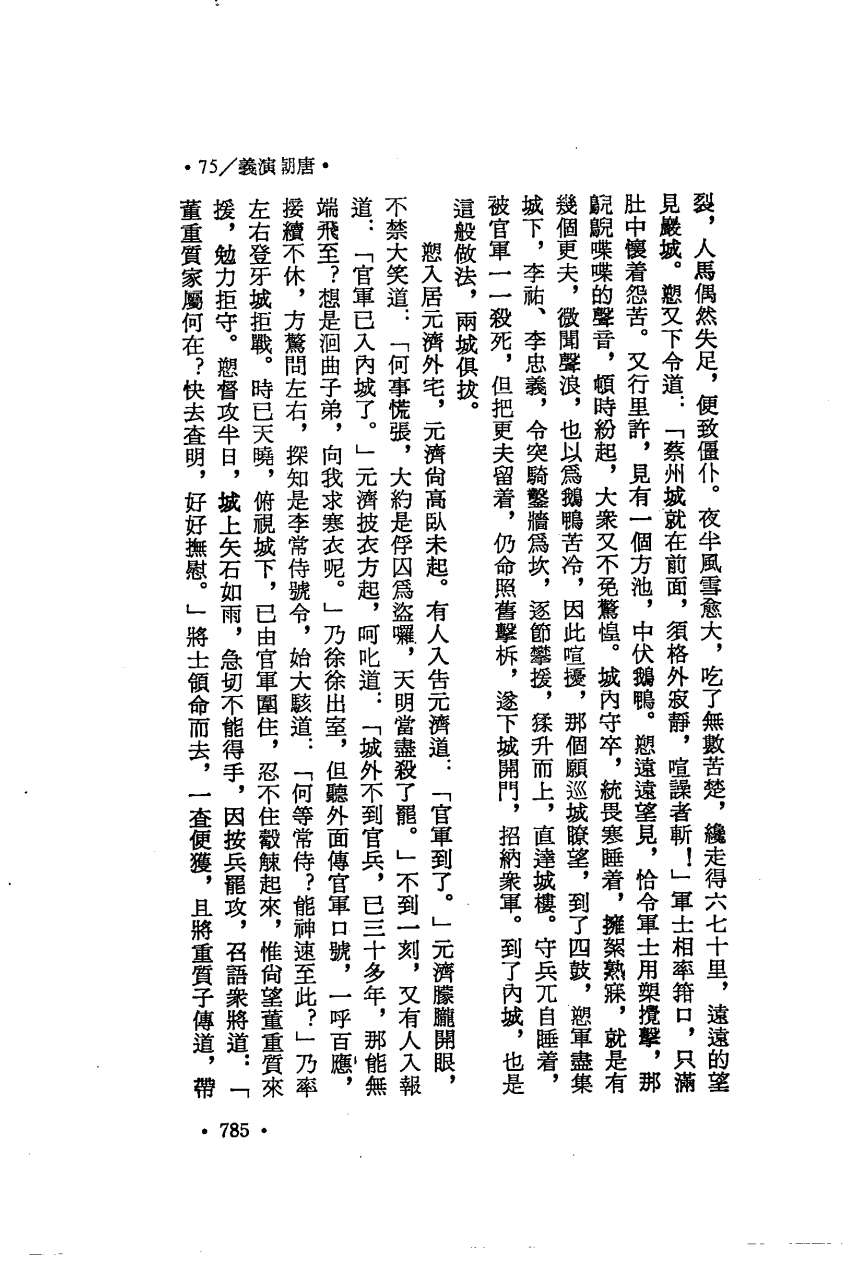 •75/義演朝唐•
裂，人馬偶然失足，便致僵仆。夜半風雪愈大，吃了無數苦楚，纔走得六七十里，遠遠的望
見巖城。愬又下令道：「蔡州城就在前面，須格外寂靜，喧譟者斬！」軍士相率箝口，只滿
肚中懷着怨苦。又行里許，見有一個方池，中伏鵝鴨。愬遠遠望見，恰令軍士用槊攪擊，那
鶃鶃喋喋的聲音，頓時紛起，大衆又不免驚惶。城內守卒，統畏寒睡着，擁絮熟寐，就是有
幾個更夫，微聞聲浪，也以爲鵝鴨苦冷，因此喧擾，那個願巡城瞭望，到了四鼓，愬軍盡集
城下，李祐、李忠義，令突騎鑿牆爲坎，逐節攀援，猱升而上，直達城樓。守兵兀自睡着，
被官軍一一殺死，但把更夫留着，仍命照舊擊柝，遂下城開門，招納衆軍。到了內城，也是
這般做法，兩城俱拔。
愬入居元濟外宅，元濟尙高臥未起。有人入告元濟道：「官軍到了。」元濟朦朧開眼，
不禁大笑道：「何事慌張，大約是俘囚爲盜囉，天明當盡殺了罷。」不到一刻，又有人入報
道：「官軍已入內城了。」元濟披衣方起，呵叱道：「城外不到官兵，已三十多年，那能無
端飛至？想是洄曲子弟，向我求寒衣呢。」乃徐徐出室，但聽外面傳官軍口號，一呼百應，
接續不休，方驚問左右，探知是李常侍號令，始大駭道：「何等常侍？能神速至此？」乃率
左右登牙城拒戰。時已天曉，俯視城下，已由官軍圍住，忍不住觳觫起來，惟尙望董重質來
援，勉力拒守。愬督攻半日，城上矢石如雨，急切不能得手，因按兵罷攻，召語衆將道：「
董重質家屬何在？快去查明，好好撫慰。」將士領命而去，一查便獲，且將重質子傳道，帶
•785•